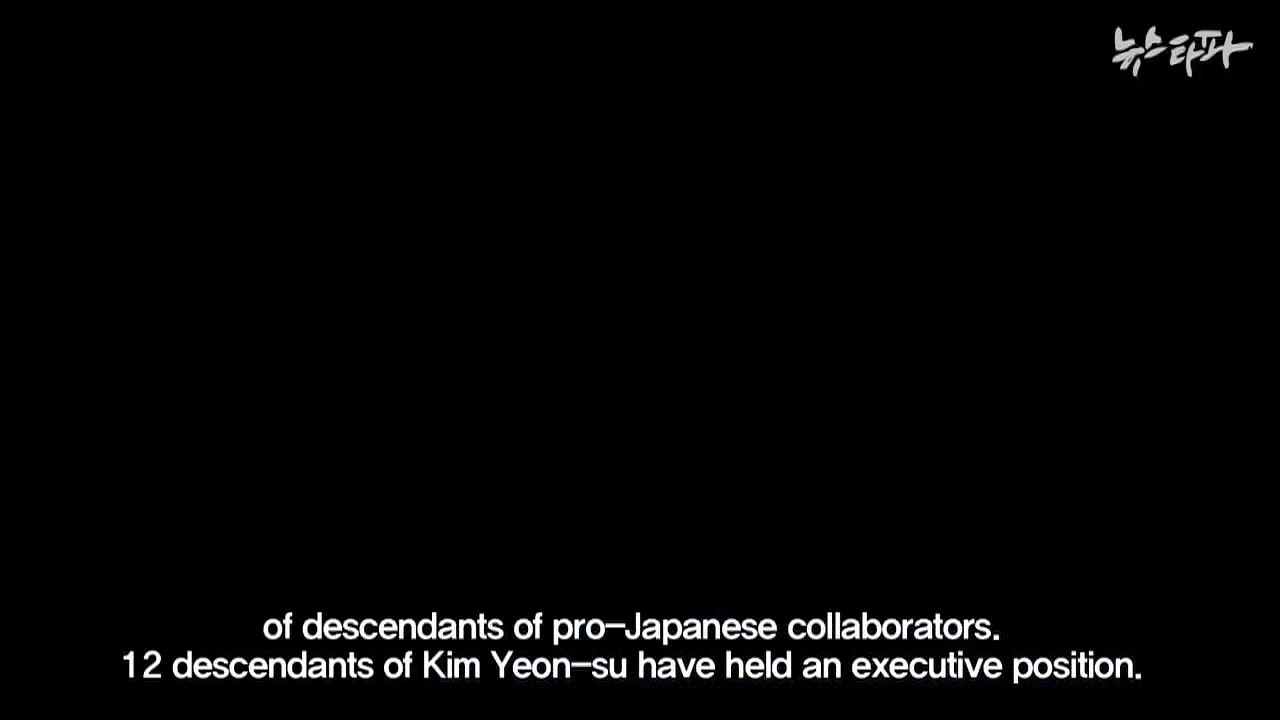 뉴스타파
of descendants of pro-Japanese collaborators.
12 descendants of Kim Yeon-su have held an executive position.